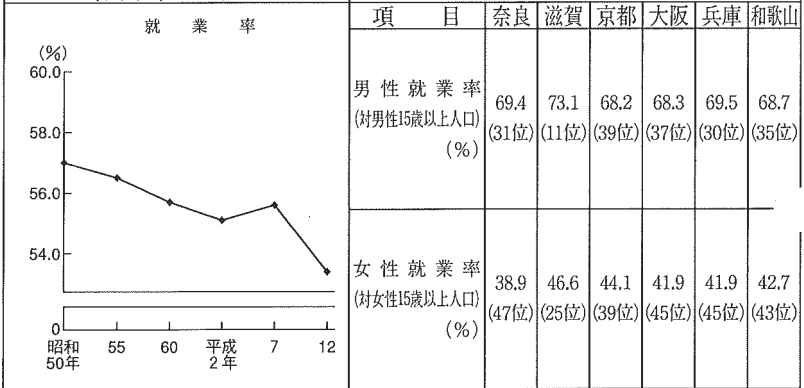 就業率
(%)
60.0
58.0
56.0
54.0
0
昭和50年 55 60 平成2年 7 12
項目 奈良 滋賀 京都 大阪 兵庫 和歌山
男性就業率 69.4 73.1 68.2 68.3 69.5 68.7
(対男性15歳以上人口) (31位) (11位) (39位) (37位) (30位) (35位)
(%)
女性就業率 38.9 46.6 44.1 41.9 41.9 42.7
(対女性15歳以上人口) (47位) (25位) (39位) (45位) (45位) (43位)
(%)